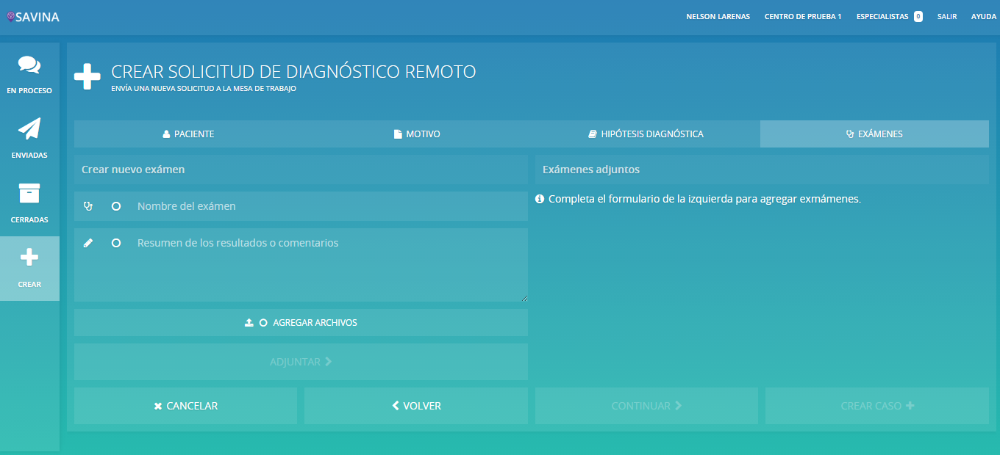 SAVINA
NELSON LARENAS CENTRO DE PRUEBA 1 ESPECIALISTAS 0 SALIR AYUDA
EN PROCESO
ENVIADAS
CERRADAS
CREAR
CREAR SOLICITUD DE DIAGNÓSTICO REMOTO
ENVÍA UNA NUEVA SOLICITUD A LA MESA DE TRABAJO
PACIENTE MOTIVO HIPÓTESIS DIAGNÓSTICA EXÁMENES
Crear nuevo exámen
Nombre del exámen
Resumen de los resultados o comentarios
AGREGAR ARCHIVOS
ADJUNTAR
Exámenes adjuntos
Completa el formulario de la izquierda para agregar exmámenes.
CANCELAR VOLVER CONTINUAR CREAR CASO